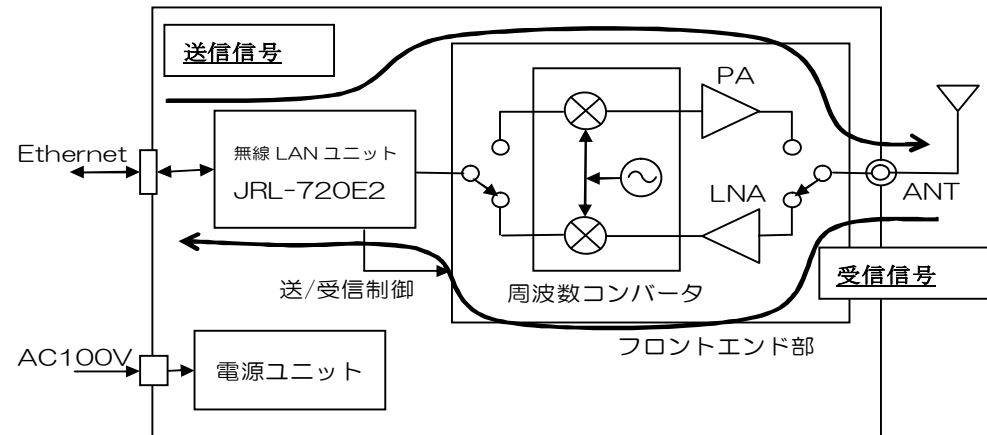 送信信号
PA
Ethernet
無線 LAN ユニット
JRL-720E2
LNA
ANT
送/受信制御
周波数コンバータ
受信信号
フロントエンド部
AC100V
電源ユニット